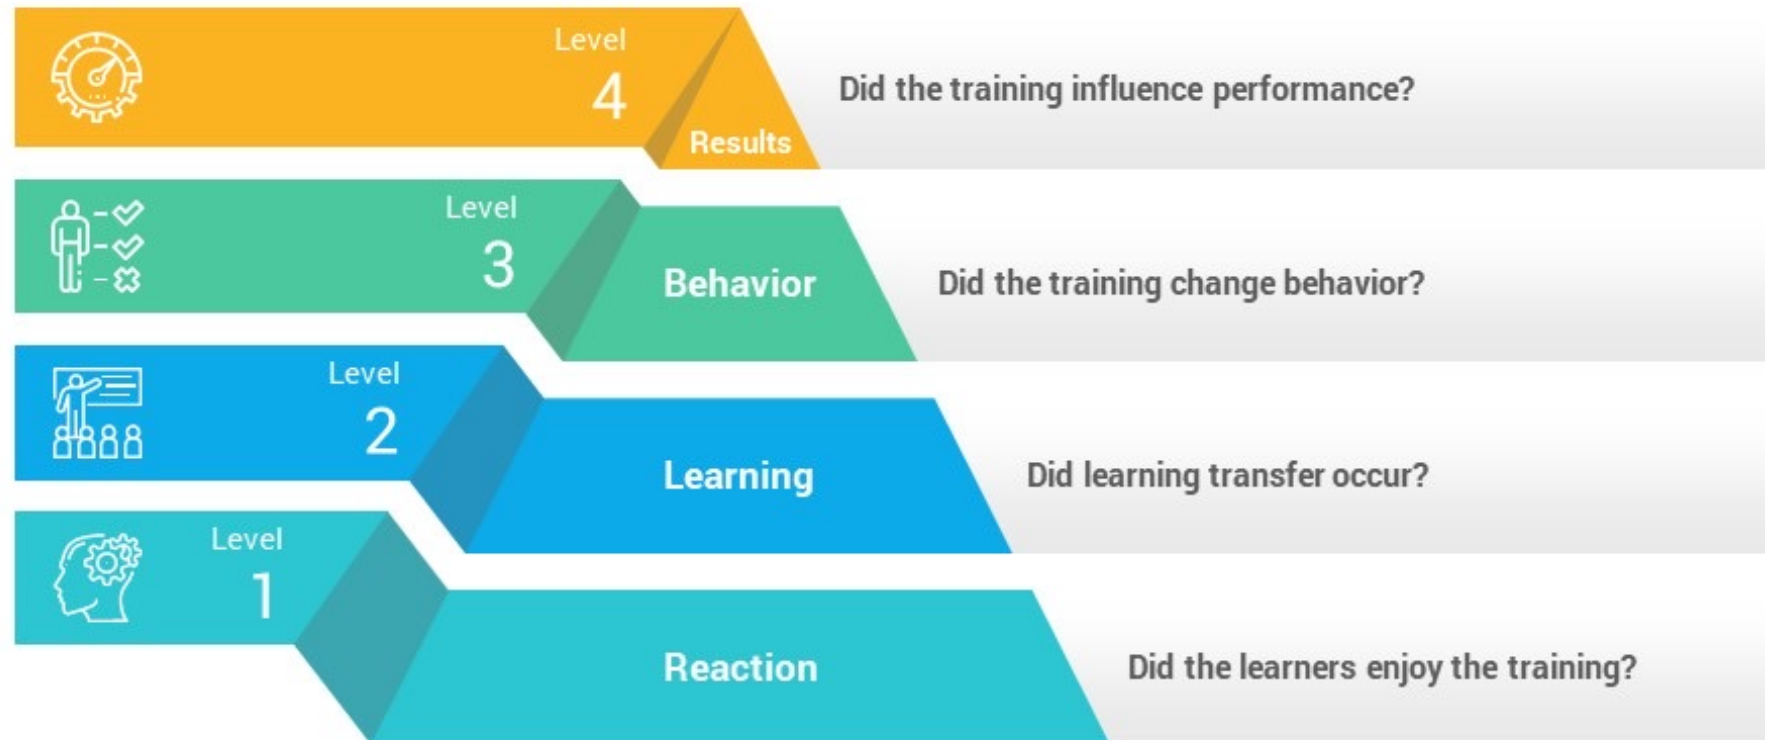 Level
4
Results
Did the training influence performance?
Level
3
Behavior
Did the training change behavior?
Level
2
Learning
Did learning transfer occur?
Level
1
Reaction
Did the learners enjoy the training?